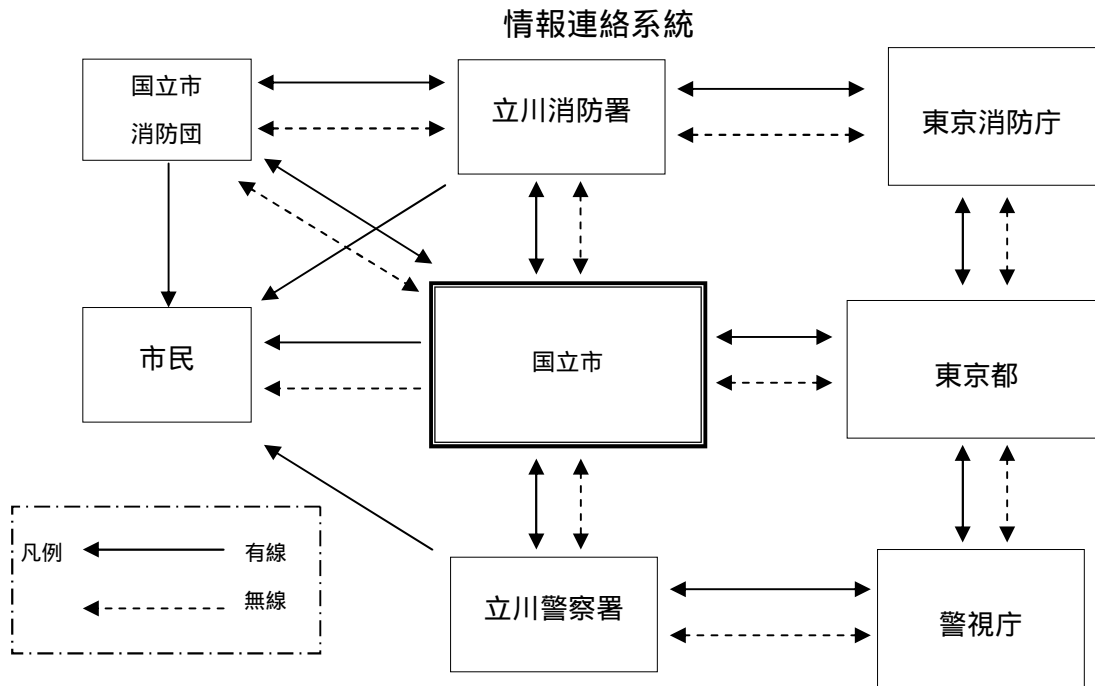 情報連絡系統
国立市
消防団
立川消防署
東京消防庁
市民
国立市
東京都
凡例
有線
無線
立川警察署
警視庁